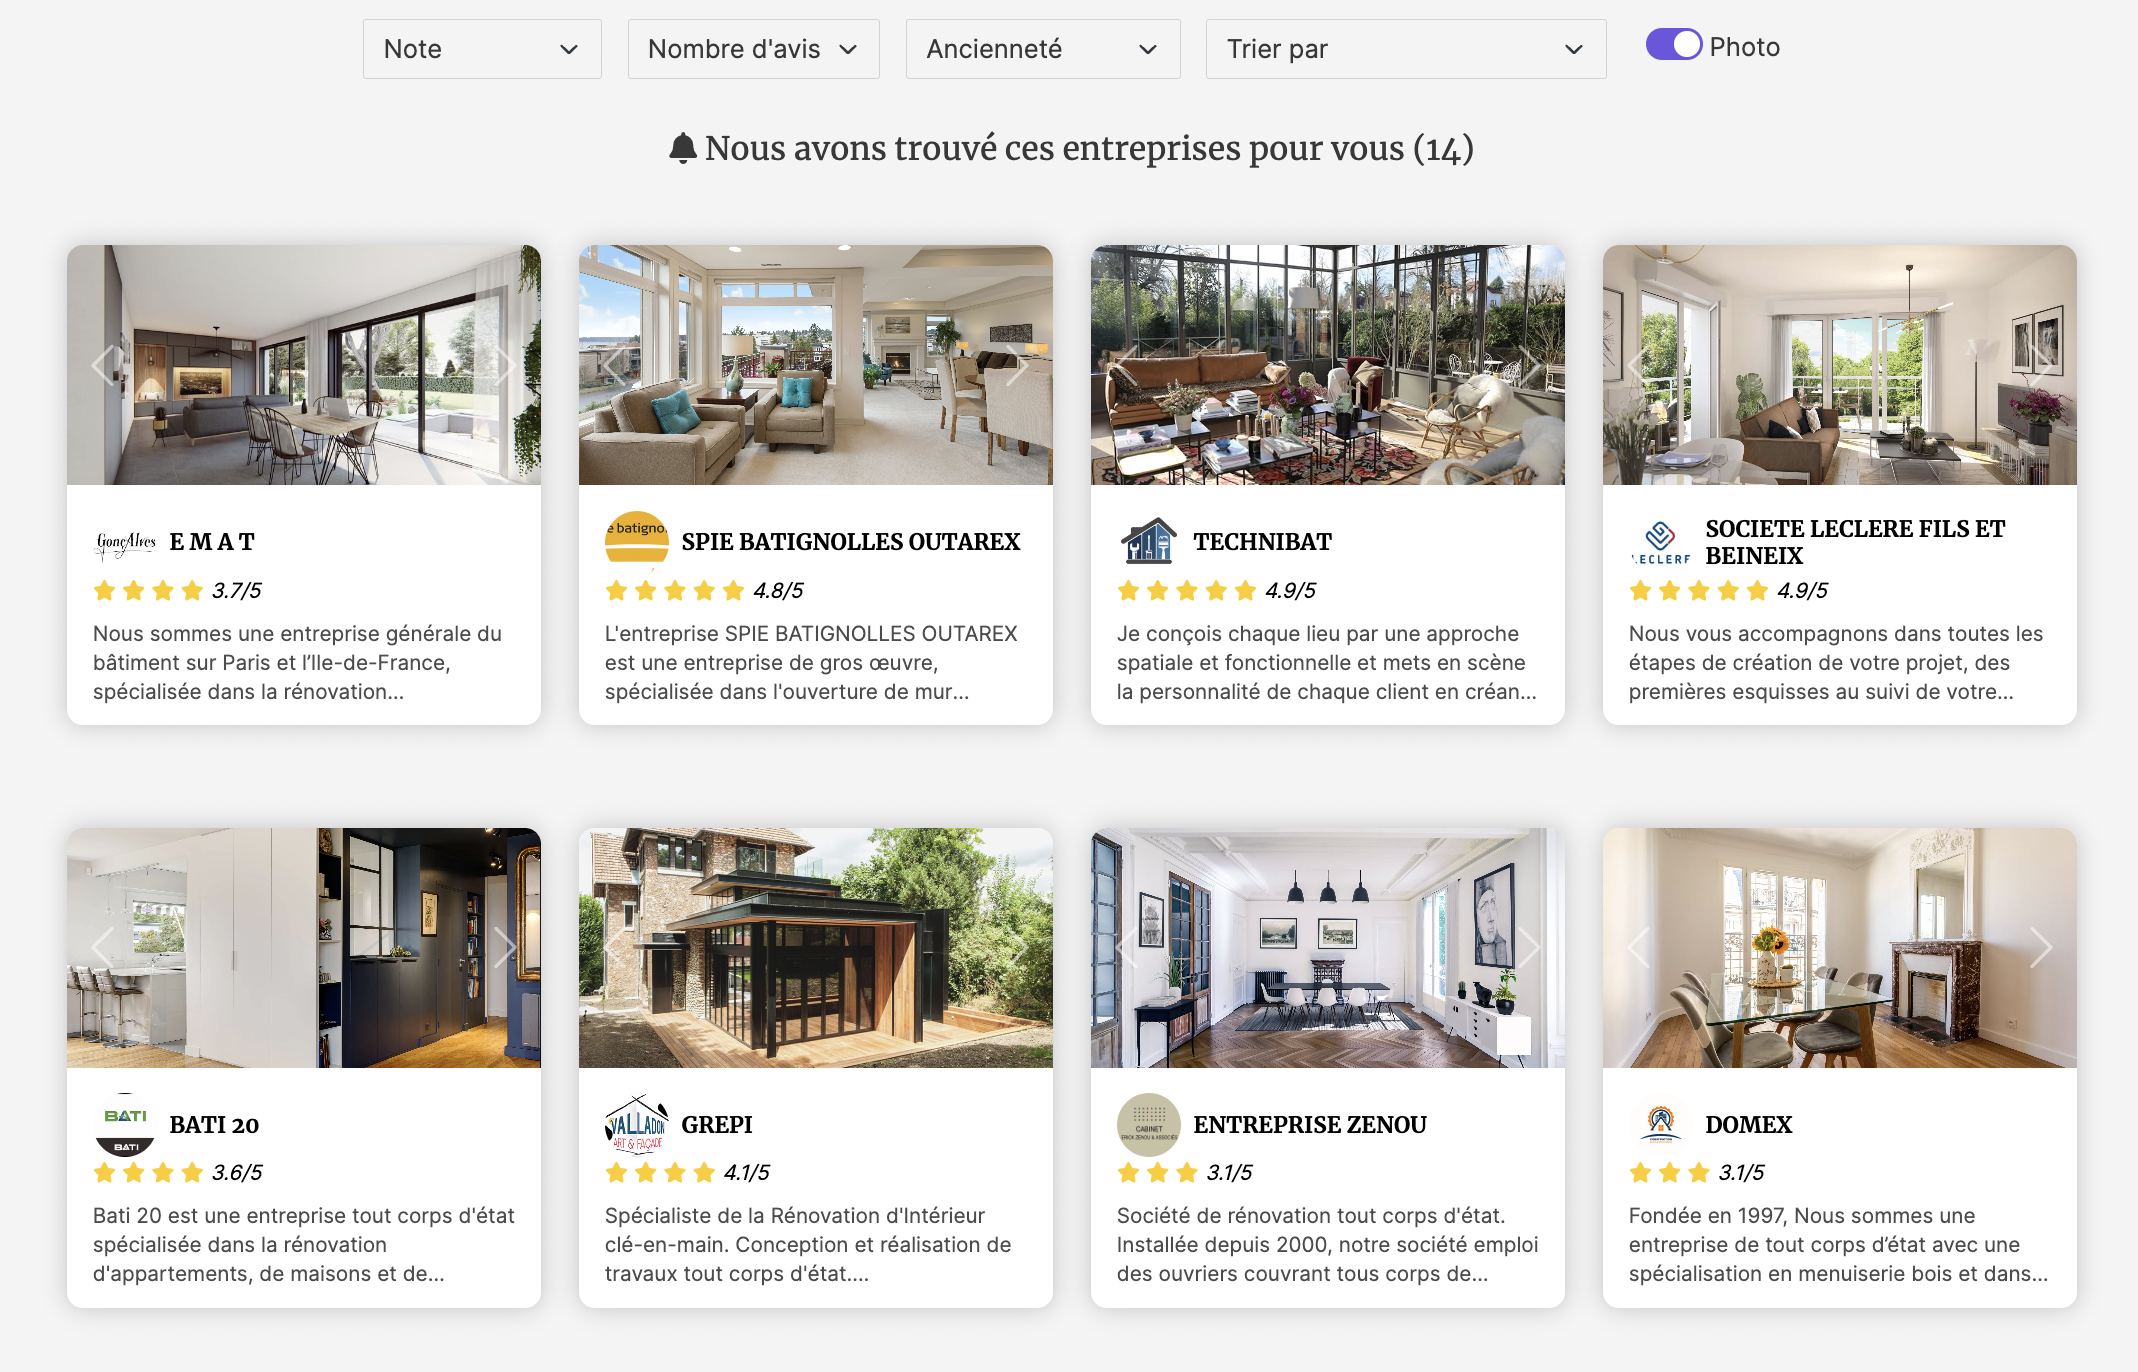 Note
Nombre d'avis
Ancienneté
Trier par
Photo
Nous avons trouvé ces entreprises pour vous (14)
GonçAlves
E M A T
3.7/5
Nous sommes une entreprise générale du
bâtiment sur Paris et l’Ile-de-France,
spécialisée dans la rénovation...
e batigno
SPIE BATIGNOLLES OUTAREX
4.8/5
L'entreprise SPIE BATIGNOLLES OUTAREX
est une entreprise de gros œuvre,
spécialisée dans l'ouverture de mur...
TECHNIBAT
4.9/5
Je conçois chaque lieu par une approche
spatiale et fonctionnelle et mets en scène
la personnalité de chaque client en créan...
LECLERF
SOCIETE LECLERE FILS ET
BEINEIX
4.9/5
Nous vous accompagnons dans toutes les
étapes de création de votre projet, des
premières esquisses au suivi de votre...
BATI
BATI
BATI 20
3.6/5
Bati 20 est une entreprise tout corps d'état
spécialisée dans la rénovation
d'appartements, de maisons et de...
VALLADON
ART & FAÇADE
GREPI
4.1/5
Spécialiste de la Rénovation d'Intérieur
clé-en-main. Conception et réalisation de
travaux tout corps d'état....
CABINET
ERICK ZENOU & ASSOCIÉS
ENTREPRISE ZENOU
3.1/5
Société de rénovation tout corps d'état.
Installée depuis 2000, notre société emploi
des ouvriers couvrant tous corps de...
DOMEX
3.1/5
Fondée en 1997, Nous sommes une
entreprise de tout corps d’état avec une
spécialisation en menuiserie bois et dans...